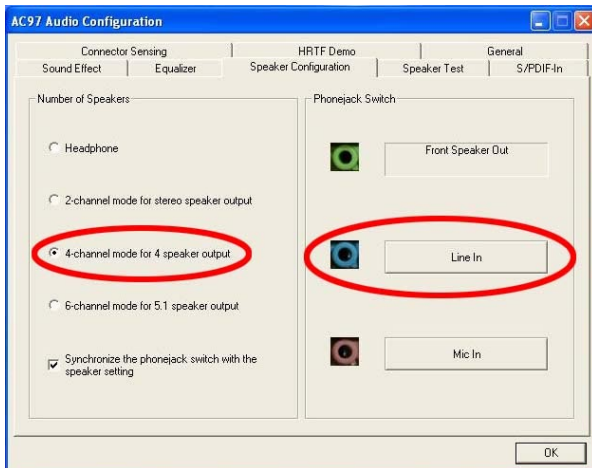 AC97 Audio Configuration
Connector Sensing HRTF Demo General
Sound Effect Equalizer Speaker Configuration Speaker Test S/PDIF-In
Number of Speakers
Headphone
2-channel mode for stereo speaker output
4-channel mode for 4 speaker output
6-channel mode for 5.1 speaker output
Synchronize the phonejack switch with the
speaker setting
Phonejack Switch
Front Speaker Out
Line In
Mic In
OK